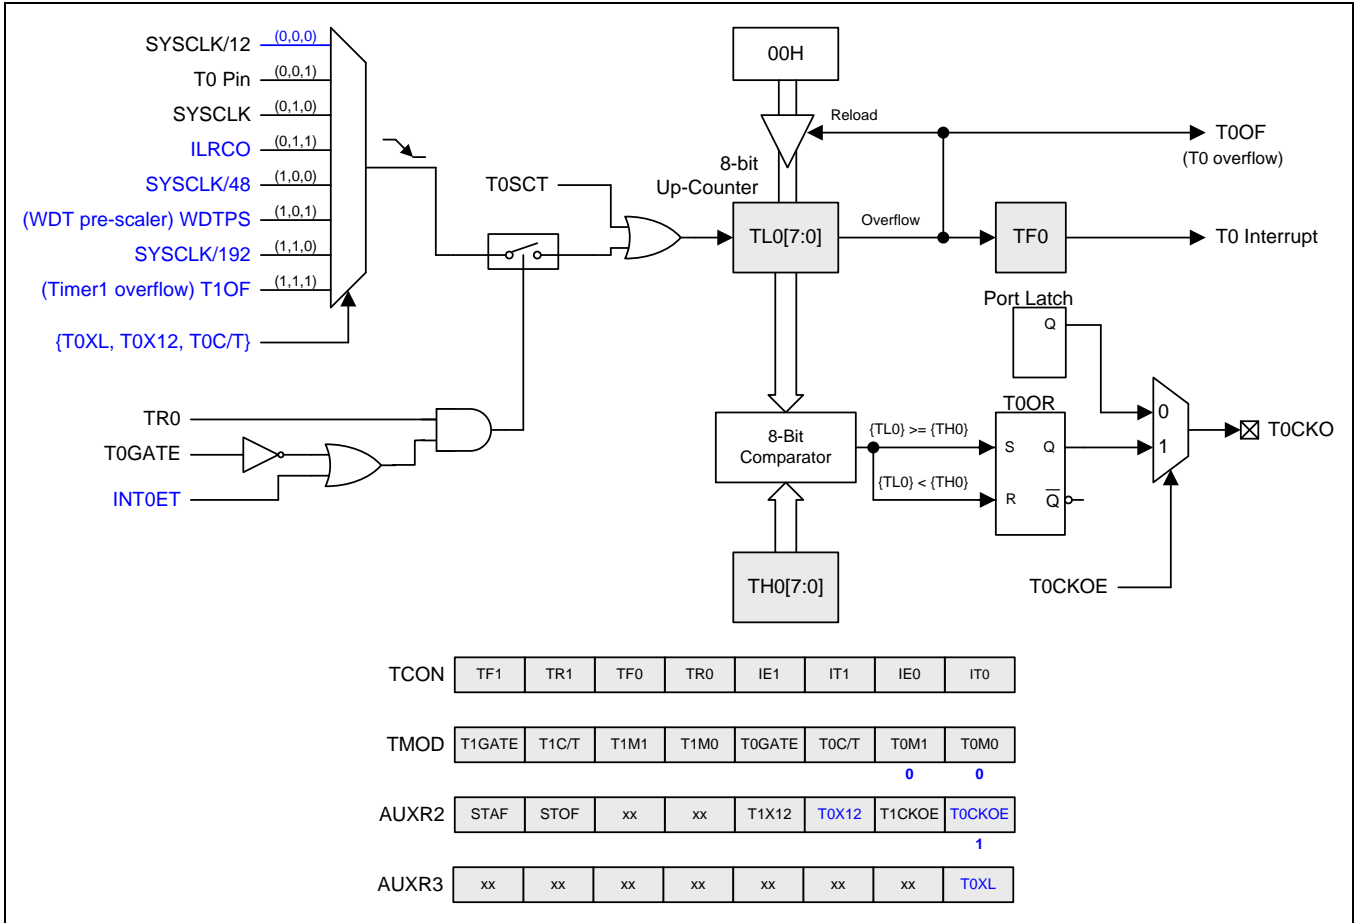 SYSCLK/12 (0,0,0)
T0 Pin (0,0,1)
SYSCLK (0,1,0)
ILRCO (0,1,1)
SYSCLK/48 (1,0,0)
(WDT pre-scaler) WDTPS (1,0,1)
SYSCLK/192 (1,1,0)
(Timer1 overflow) T1OF (1,1,1)
{T0XL, T0X12, T0C/T}
TR0
T0GATE
INT0ET
T0SCT
00H
Reload
8-bit
Up-Counter
TL0[7:0]
Overflow
T0OF
(T0 overflow)
TF0
T0 Interrupt
Port Latch
Q
8-Bit
Comparator
{TL0} >= {TH0}
{TL0} < {TH0}
T0OR
S Q
R Q
0
1
T0CKO
TH0[7:0]
T0CKOE
TCON TF1 TR1 TF0 TR0 IE1 IT1 IE0 IT0
TMOD T1GATE T1C/T T1M1 T1M0 T0GATE T0C/T T0M1 T0M0
0 0
AUXR2 STAF STOF xx xx T1X12 T0X12 T1CKOE T0CKOE
1
AUXR3 xx xx xx xx xx xx xx T0XL